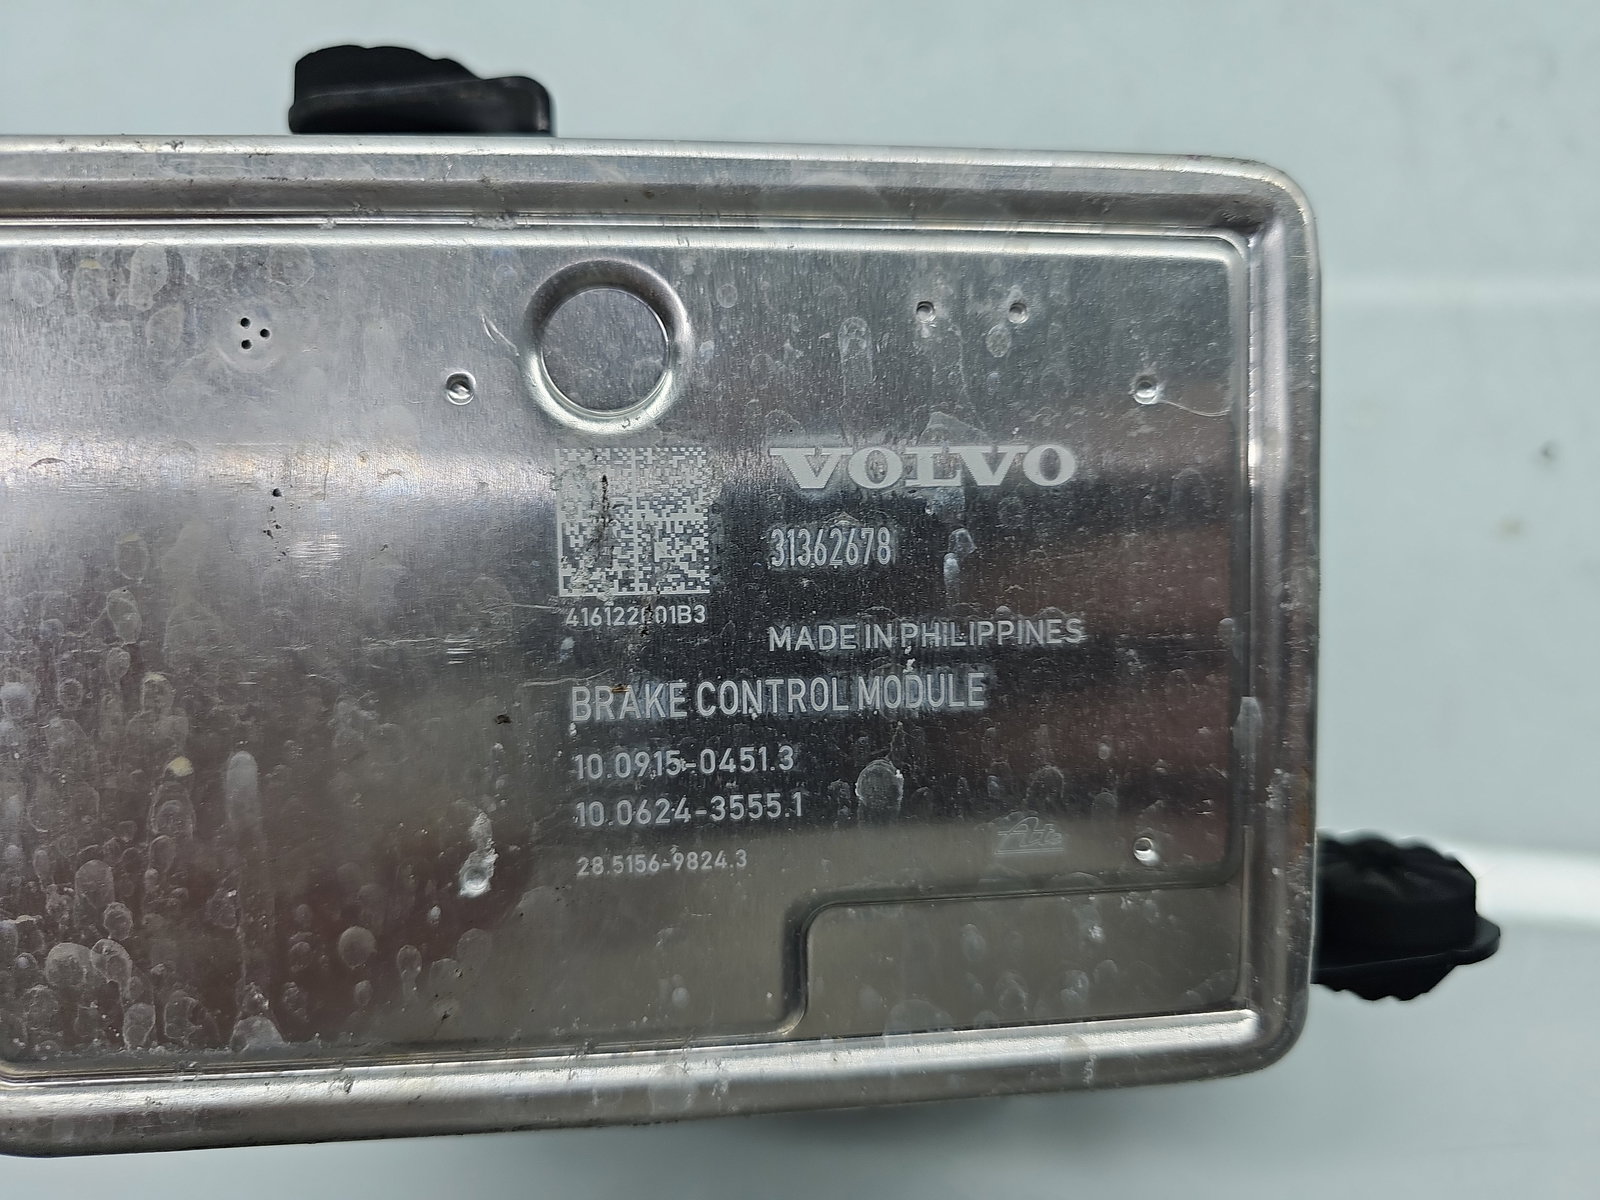 VOLVO
31362678
MADE IN PHILIPPINES
BRAKE CONTROL MODULE
10.0915-0451.3
10.0624-3555.1
28.5156-9824.3
Ate